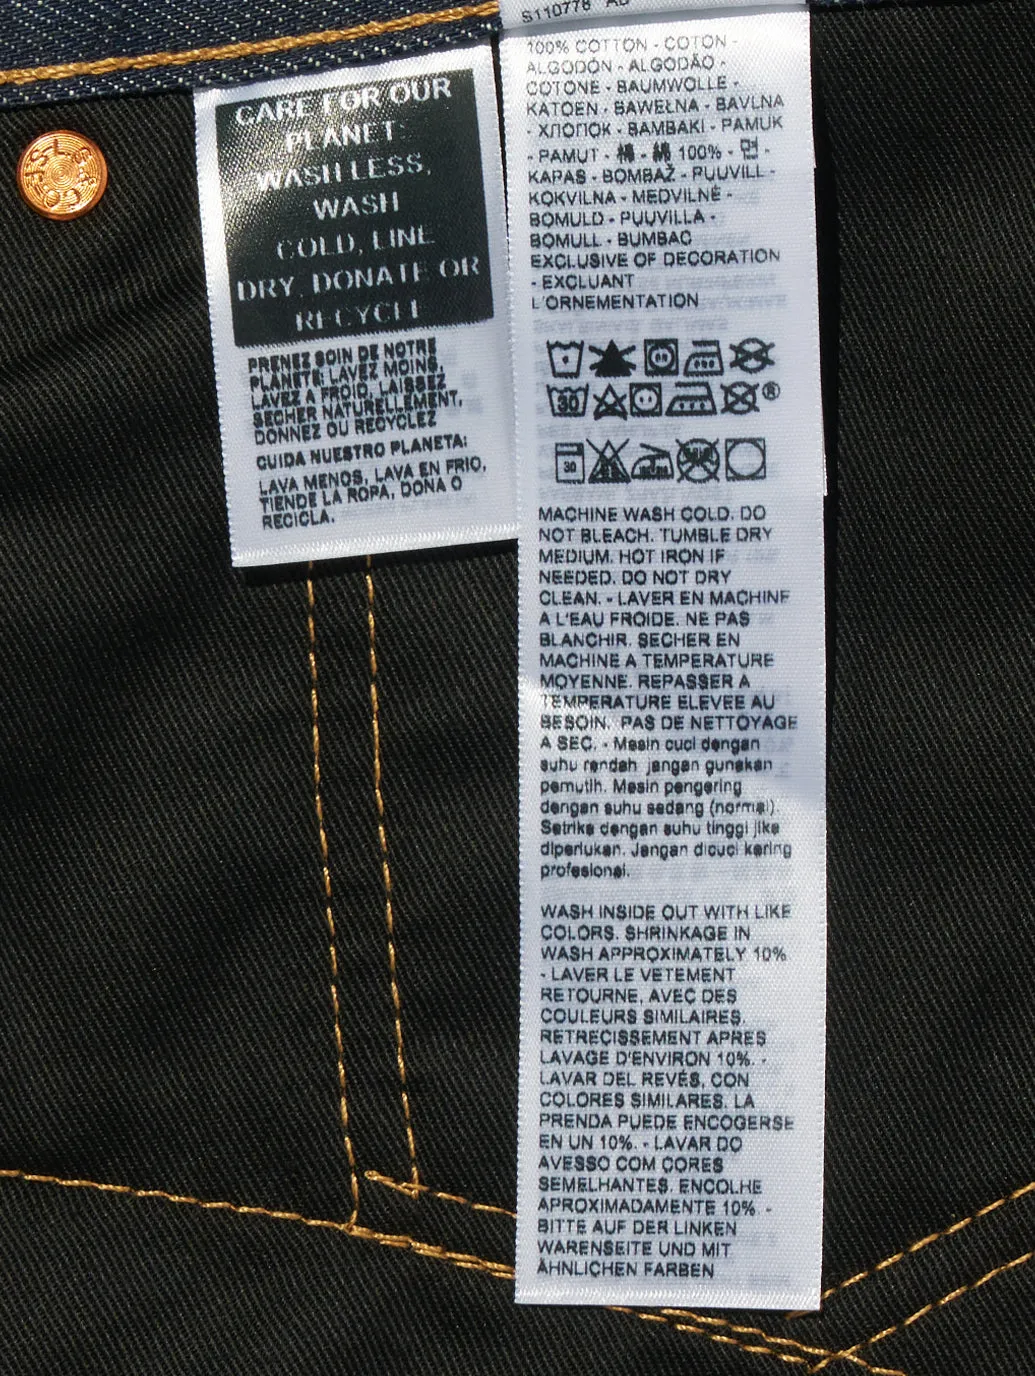 S110778
CARE FOR OUR
PLANET:
WASH LESS,
WASH
COLD, LINE
DRY, DONATE OR
RECYCLE
PRENEZ SOIN DE NOTRE
PLANETE: LAVEZ MOINS,
LAVEZ A FROID, LAISSEZ
SECHER NATURELLEMENT,
DONNEZ OU RECYCLEZ
CUIDA NUESTRO PLANETA:
LAVA MENOS, LAVA EN FRIO,
TIENDE LA ROPA, DONA O
RECICLA.
100% COTTON - COTON -
ALGODÓN - ALGODÃO -
COTONE - BAUMWOLLE -
KATOEN - BAWEŁNA - BAVLNA
- ХЛОПОК - BAMBAKI - PAMUK
- PAMUT - 棉 - 綿 100% - 면 -
KAPAS - BOMBAŽ - PUUVILL -
KOKVILNA - MEDVILNĖ -
BOMULD - PUUVILLA -
BOMULL - BUMBAC
EXCLUSIVE OF DECORATION
- EXCLUANT
L'ORNEMENTATION
30 ®
30
MACHINE WASH COLD. DO
NOT BLEACH. TUMBLE DRY
MEDIUM. HOT IRON IF
NEEDED. DO NOT DRY
CLEAN. - LAVER EN MACHINE
A L'EAU FROIDE. NE PAS
BLANCHIR. SECHER EN
MACHINE A TEMPERATURE
MOYENNE. REPASSER A
TEMPERATURE ELEVEE AU
BESOIN. PAS DE NETTOYAGE
A SEC. - Mesin cuci dengan
suhu rendah jangan gunakan
pemutih. Mesin pengering
dengan suhu sedang (normal).
Setrika dengan suhu tinggi jika
diperlukan. Jangan dicuci kering
profesional.
WASH INSIDE OUT WITH LIKE
COLORS. SHRINKAGE IN
WASH APPROXIMATELY 10%
- LAVER LE VETEMENT
RETOURNE, AVEC DES
COULEURS SIMILAIRES.
RETRECISSEMENT APRES
LAVAGE D'ENVIRON 10%. -
LAVAR DEL REVÉS, CON
COLORES SIMILARES. LA
PRENDA PUEDE ENCOGERSE
EN UN 10%. - LAVAR DO
AVESSO COM CORES
SEMELHANTES. ENCOLHE
APROXIMADAMENTE 10%. -
BITTE AUF DER LINKEN
WARENSEITE UND MIT
ÄHNLICHEN FARBEN